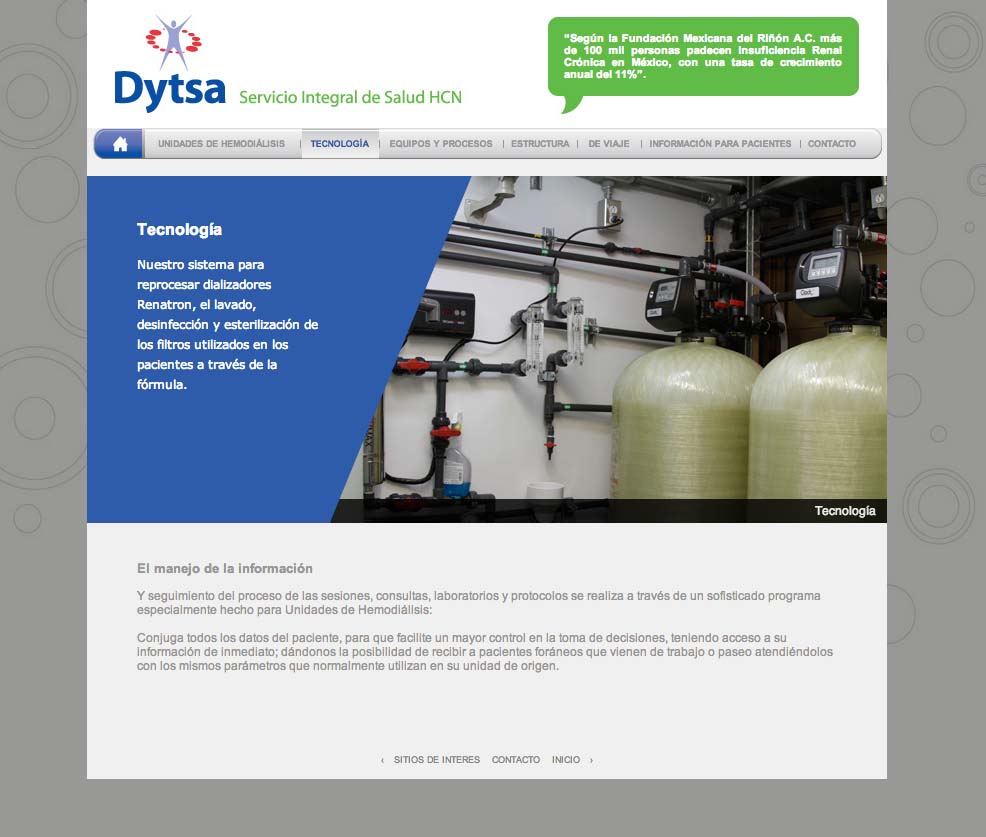 "Según la Fundación Mexicana del Riñón A.C. más
de 100 mil personas padecen Insuficiencia Renal
Crónica en México, con una tasa de crecimiento
anual del 11%".
Dytsa Servicio Integral de Salud HCN
UNIDADES DE HEMODIÁLISIS | TECNOLOGÍA | EQUIPOS Y PROCESOS | ESTRUCTURA | DE VIAJE | INFORMACIÓN PARA PACIENTES | CONTACTO
Tecnología
Nuestro sistema para
reprocesar dializadores
Renatron, el lavado,
desinfección y esterilización de
los filtros utilizados en los
pacientes a través de la
fórmula.
Clack
Tecnología
El manejo de la información
Y seguimiento del proceso de las sesiones, consultas, laboratorios y protocolos se realiza a través de un sofisticado programa
especialmente hecho para Unidades de Hemodiálisis:
Conjuga todos los datos del paciente, para que facilite un mayor control en la toma de decisiones, teniendo acceso a su
información de inmediato; dándonos la posibilidad de recibir a pacientes foráneos que vienen de trabajo o paseo atendiéndolos
con los mismos parámetros que normalmente utilizan en su unidad de origen.
‹ SITIOS DE INTERES CONTACTO INICIO ›